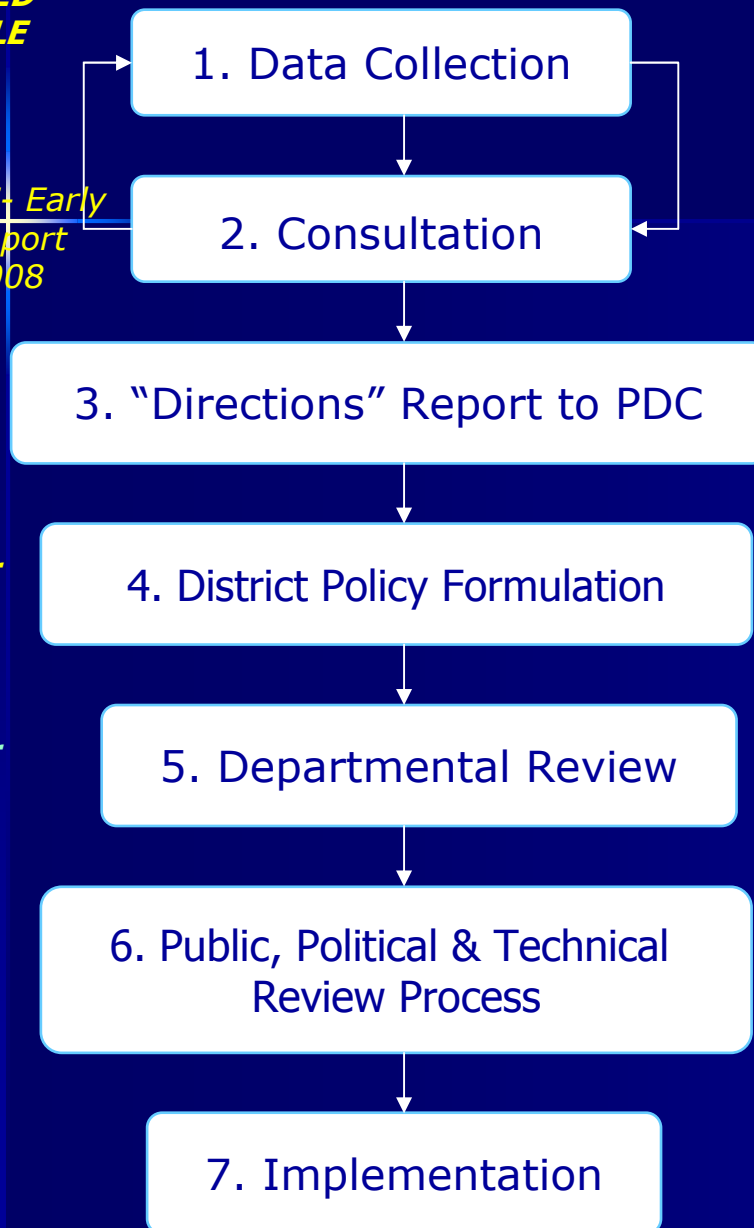 1. Data Collection
- Early
2. Consultation
3. “Directions” Report to PDC
4. District Policy Formulation
5. Departmental Review
6. Public, Political & Technical
Review Process
7. Implementation